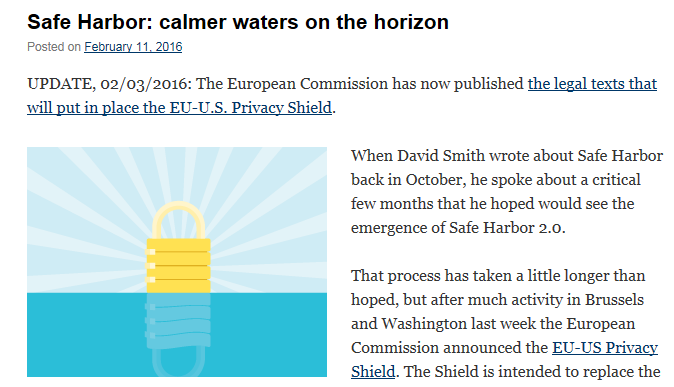 Safe Harbor: calmer waters on the horizon
Posted on February 11, 2016
UPDATE, 02/03/2016: The European Commission has now published the legal texts that
will put in place the EU-U.S. Privacy Shield.
When David Smith wrote about Safe Harbor
back in October, he spoke about a critical
few months that he hoped would see the
emergence of Safe Harbor 2.0.
That process has taken a little longer than
hoped, but after much activity in Brussels
and Washington last week the European
Commission announced the EU-US Privacy
Shield. The Shield is intended to replace the